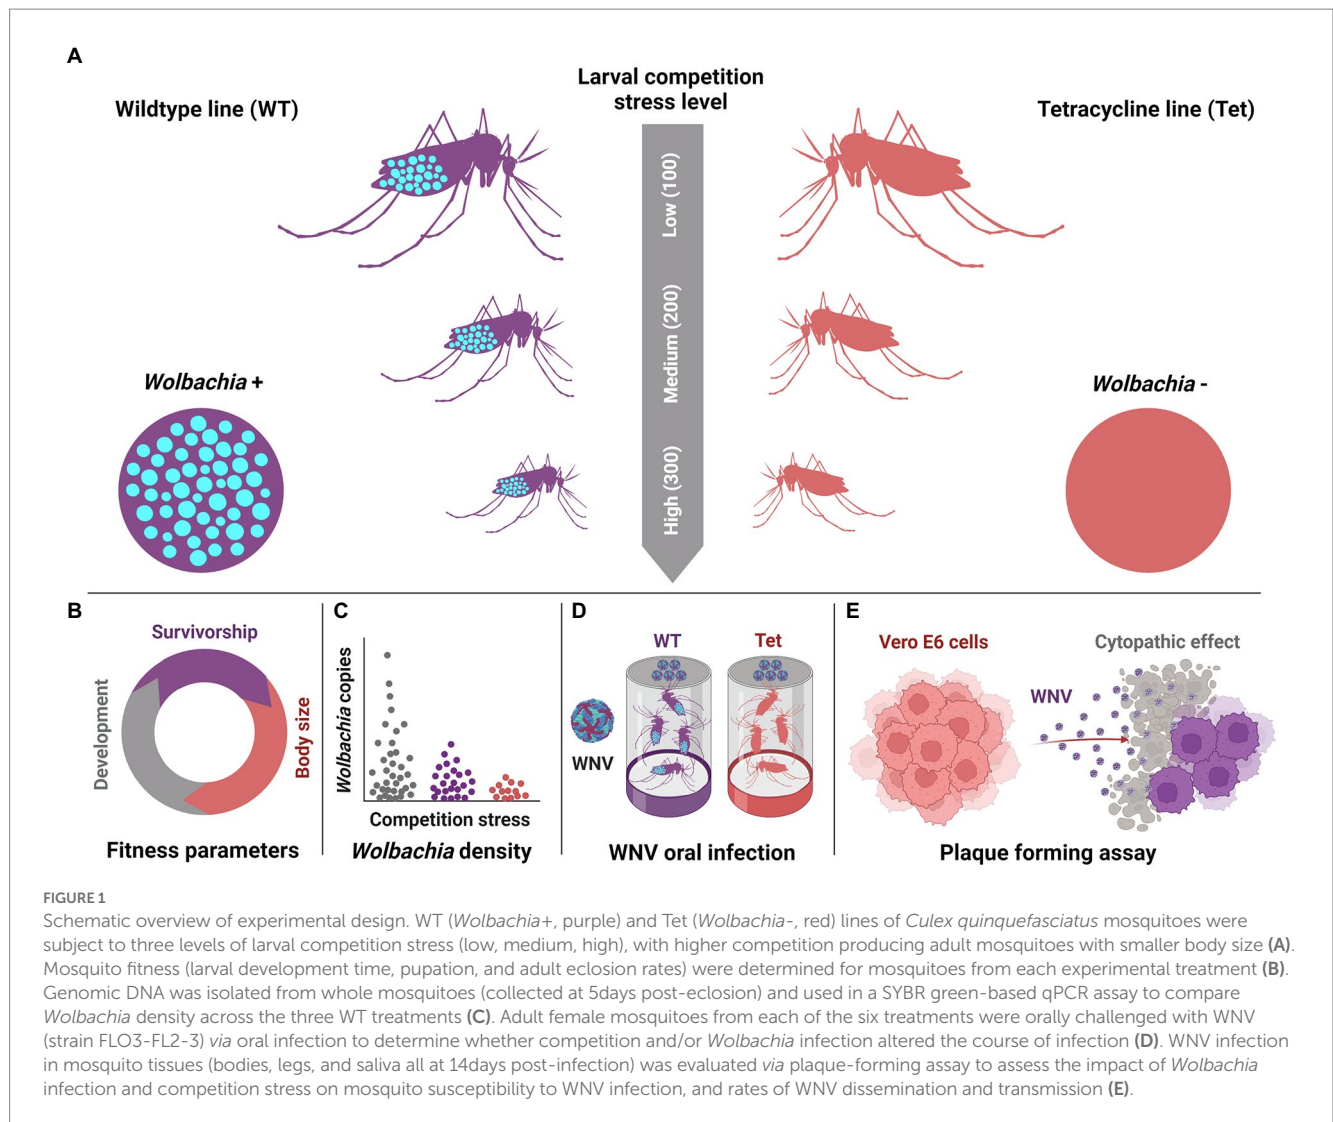 A
Larval competition
stress level
Wildtype line (WT)
Tetracycline line (Tet)
Low (100)
Medium (200)
High (300)
Wolbachia +
Wolbachia -
B
Survivorship
Development
Body size
Fitness parameters
C
Wolbachia copies
Competition stress
Wolbachia density
D
WT
Tet
WNV
WNV oral infection
E
Vero E6 cells
Cytopathic effect
WNV
Plaque forming assay
FIGURE 1
Schematic overview of experimental design. WT (Wolbachia+, purple) and Tet (Wolbachia-, red) lines of Culex quinquefasciatus mosquitoes were
subject to three levels of larval competition stress (low, medium, high), with higher competition producing adult mosquitoes with smaller body size (A).
Mosquito fitness (larval development time, pupation, and adult eclosion rates) were determined for mosquitoes from each experimental treatment (B).
Genomic DNA was isolated from whole mosquitoes (collected at 5days post-eclosion) and used in a SYBR green-based qPCR assay to compare
Wolbachia density across the three WT treatments (C). Adult female mosquitoes from each of the six treatments were orally challenged with WNV
(strain FLO3-FL2-3) via oral infection to determine whether competition and/or Wolbachia infection altered the course of infection (D). WNV infection
in mosquito tissues (bodies, legs, and saliva all at 14days post-infection) was evaluated via plaque-forming assay to assess the impact of Wolbachia
infection and competition stress on mosquito susceptibility to WNV infection, and rates of WNV dissemination and transmission (E).